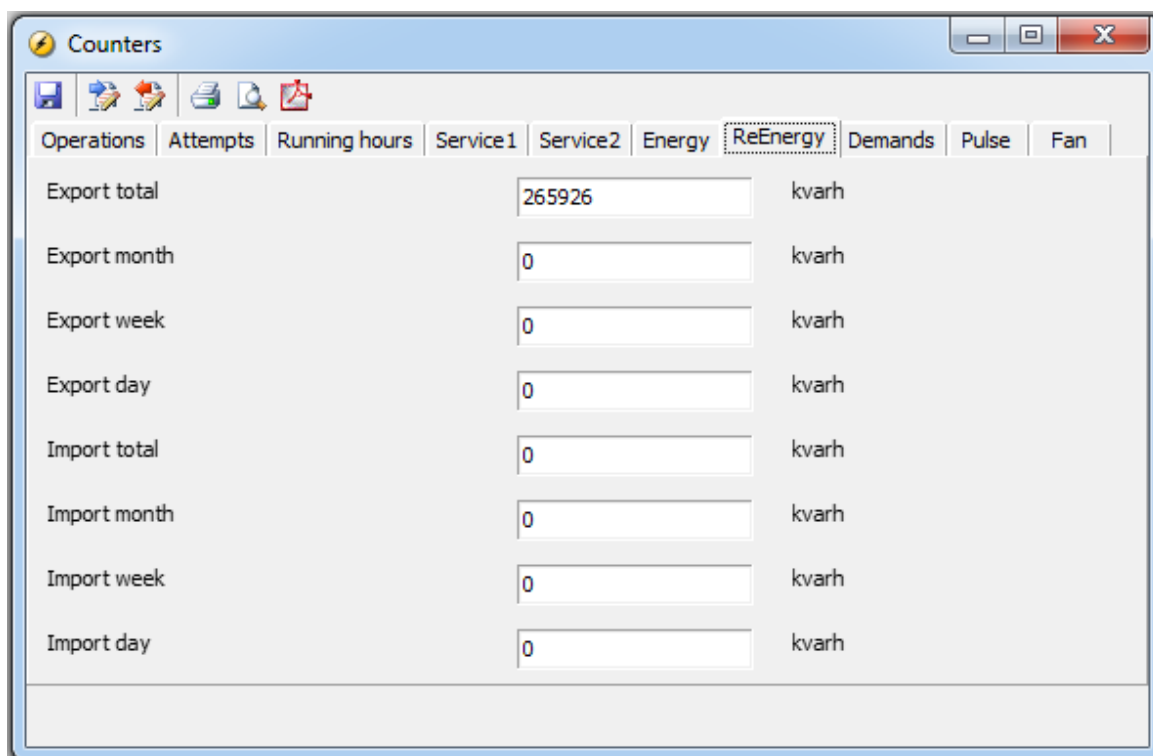 Counters
Operations Attempts Running hours Service1 Service2 Energy ReEnergy Demands Pulse Fan
Export total 265926 kvarh
Export month 0 kvarh
Export week 0 kvarh
Export day 0 kvarh
Import total 0 kvarh
Import month 0 kvarh
Import week 0 kvarh
Import day 0 kvarh